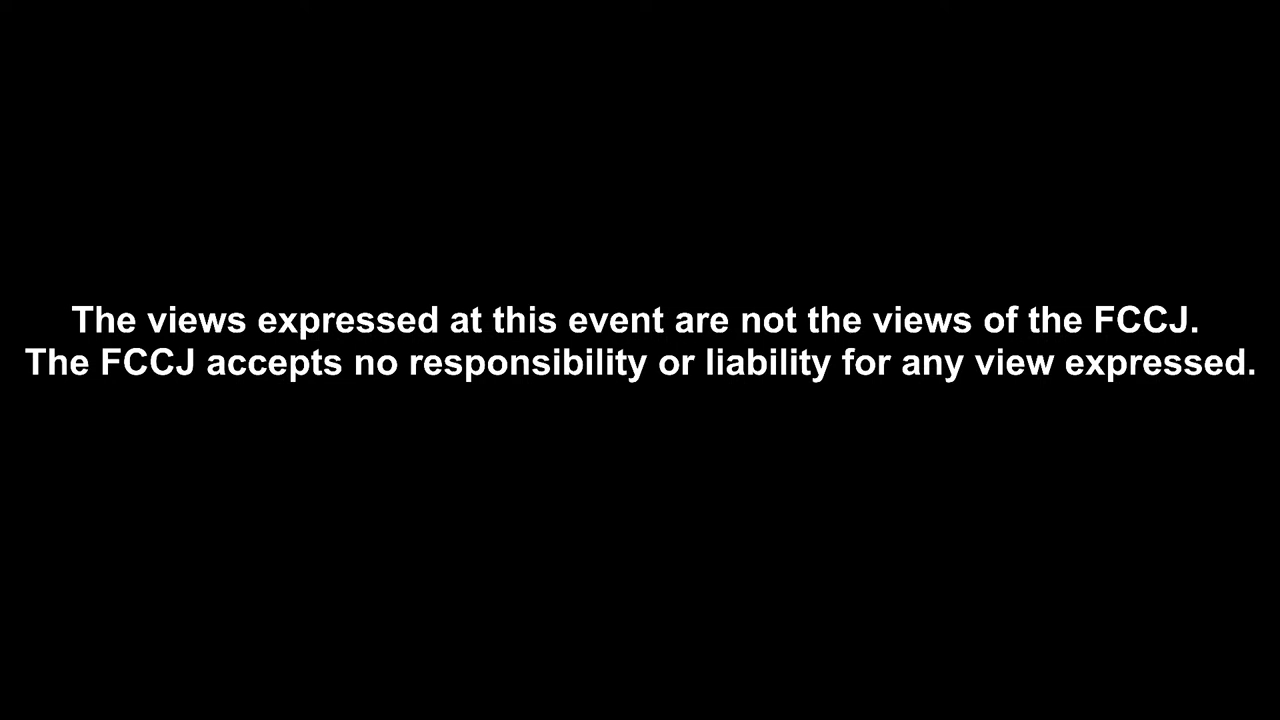 The views expressed at this event are not the views of the FCCJ.
The FCCJ accepts no responsibility or liability for any view expressed.